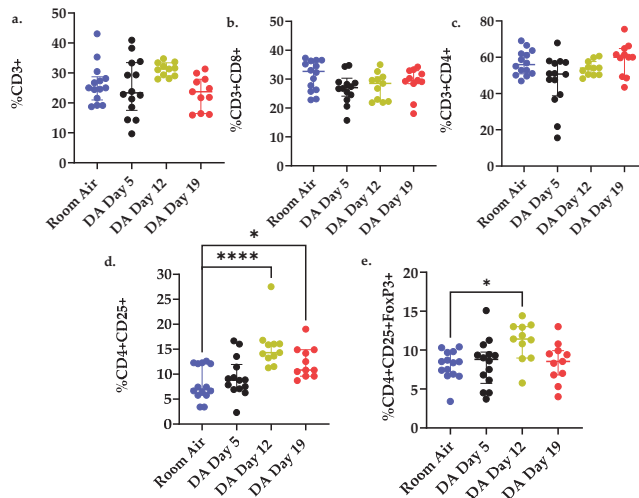 a.
b.
c.
%CD3+
50
40
30
20
10
0
Room Air
DA Day 5
DA Day 12
DA Day 19
%CD3+CD8+
50
40
30
20
10
0
Room Air
DA Day 5
DA Day 12
DA Day 19
%CD3+CD4+
80
60
40
20
0
Room Air
DA Day 5
DA Day 12
DA Day 19
d.
*
****
%CD4+CD25+
30
25
20
15
10
5
0
Room Air
DA Day 5
DA Day 12
DA Day 19
e.
*
%CD4+CD25+FoxP3+
20
15
10
5
0
Room Air
DA Day 5
DA Day 12
DA Day 19